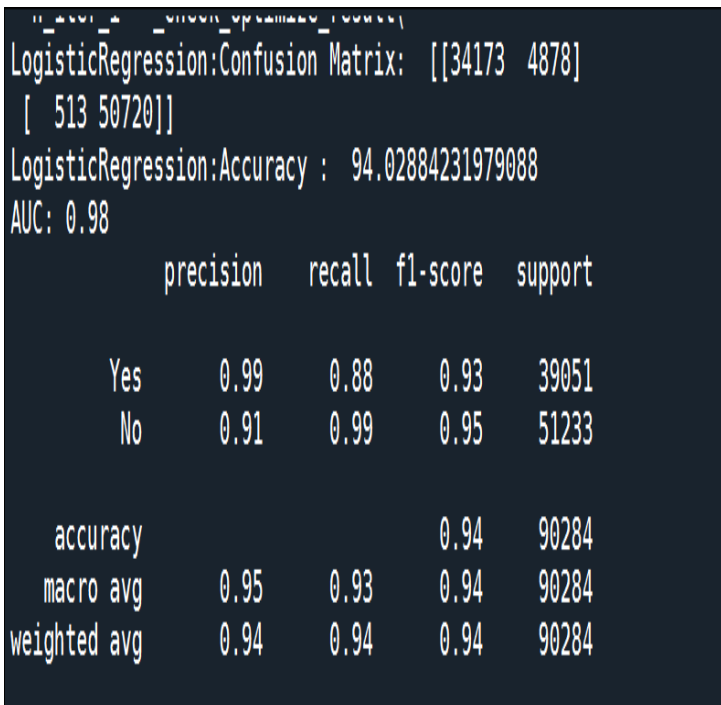 n_iter_i = _check_optimize_result(
LogisticRegression:Confusion Matrix:  [[34173  4878]
 [  513 50720]]
LogisticRegression:Accuracy :  94.02884231979088
AUC: 0.98
              precision    recall  f1-score   support

         Yes       0.99      0.88      0.93     39051
          No       0.91      0.99      0.95     51233

    accuracy                           0.94     90284
   macro avg       0.95      0.93      0.94     90284
weighted avg       0.94      0.94      0.94     90284